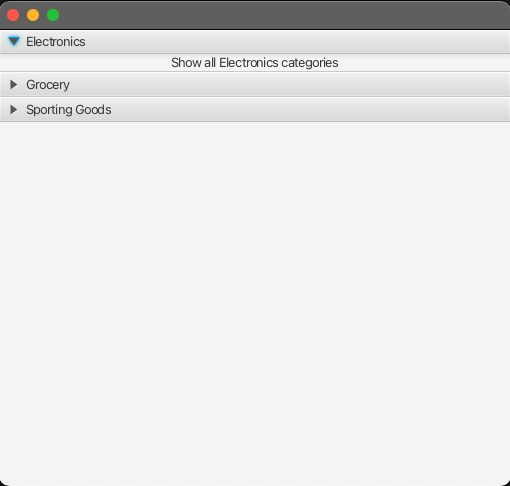 Electronics
Show all Electronics categories
Grocery
Sporting Goods